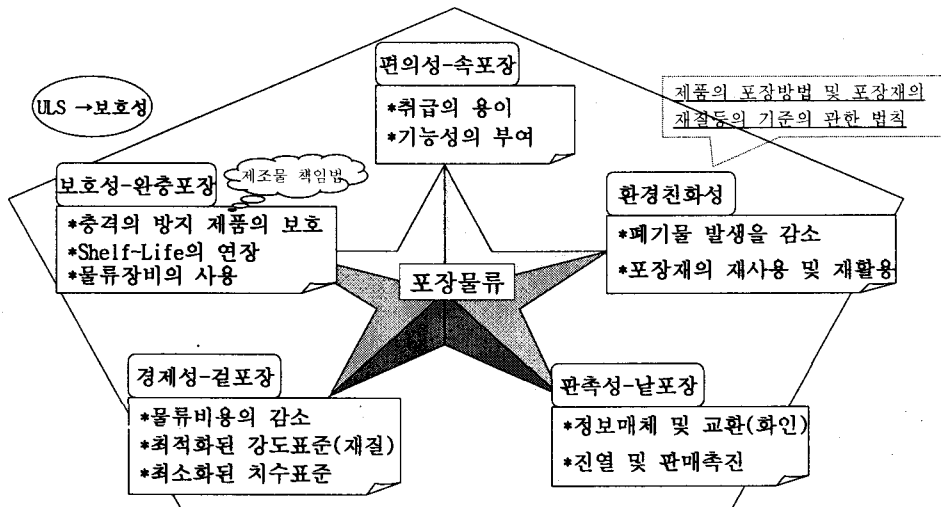 편의성-속포장
*취급의 용이
*기능성의 부여
ULS →보호성
제품의 포장방법 및 포장재의
재질등의 기준의 관한 법칙
제조물 책임법
보호성-완충포장
*충격의 방지 제품의 보호
*Shelf-Life의 연장
*물류장비의 사용
환경친화성
*폐기물 발생을 감소
*포장재의 재사용 및 재활용
포장물류
경제성-겉포장
*물류비용의 감소
*최적화된 강도표준(재질)
*최소화된 치수표준
판촉성-낱포장
*정보매체 및 교환(화인)
*진열 및 판매촉진